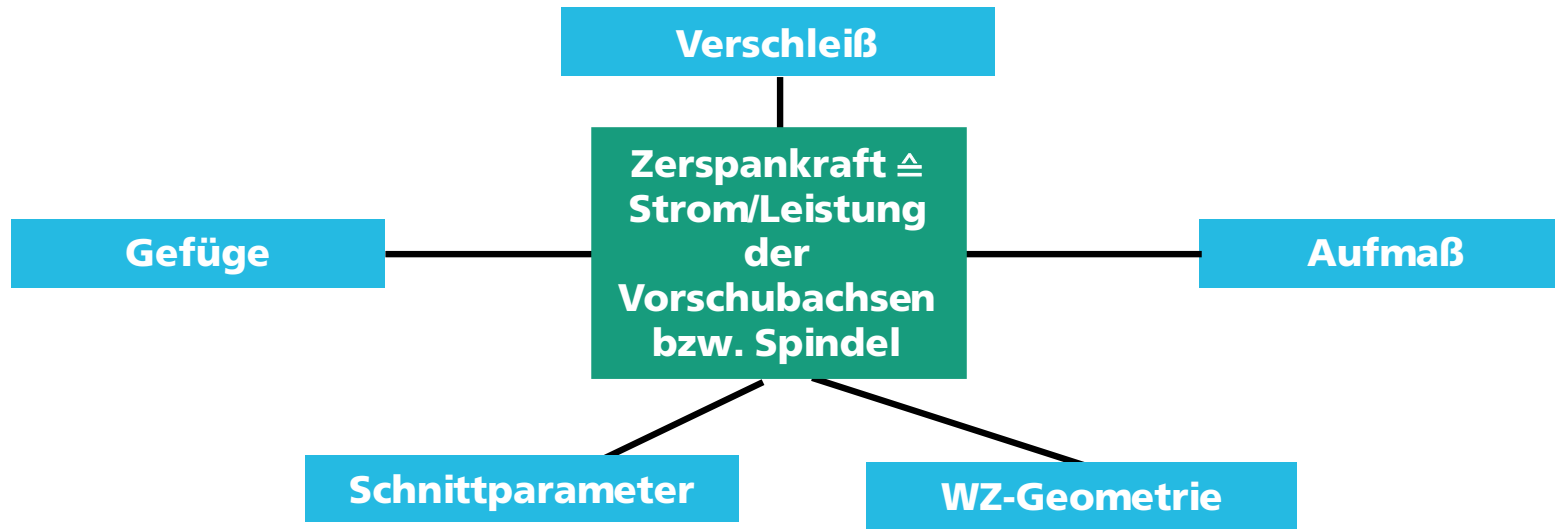 Verschleiß
Zerspankraft ≙
Strom/Leistung
der
Vorschubachsen
bzw. Spindel
Gefüge
Aufmaß
Schnittparameter
WZ-Geometrie